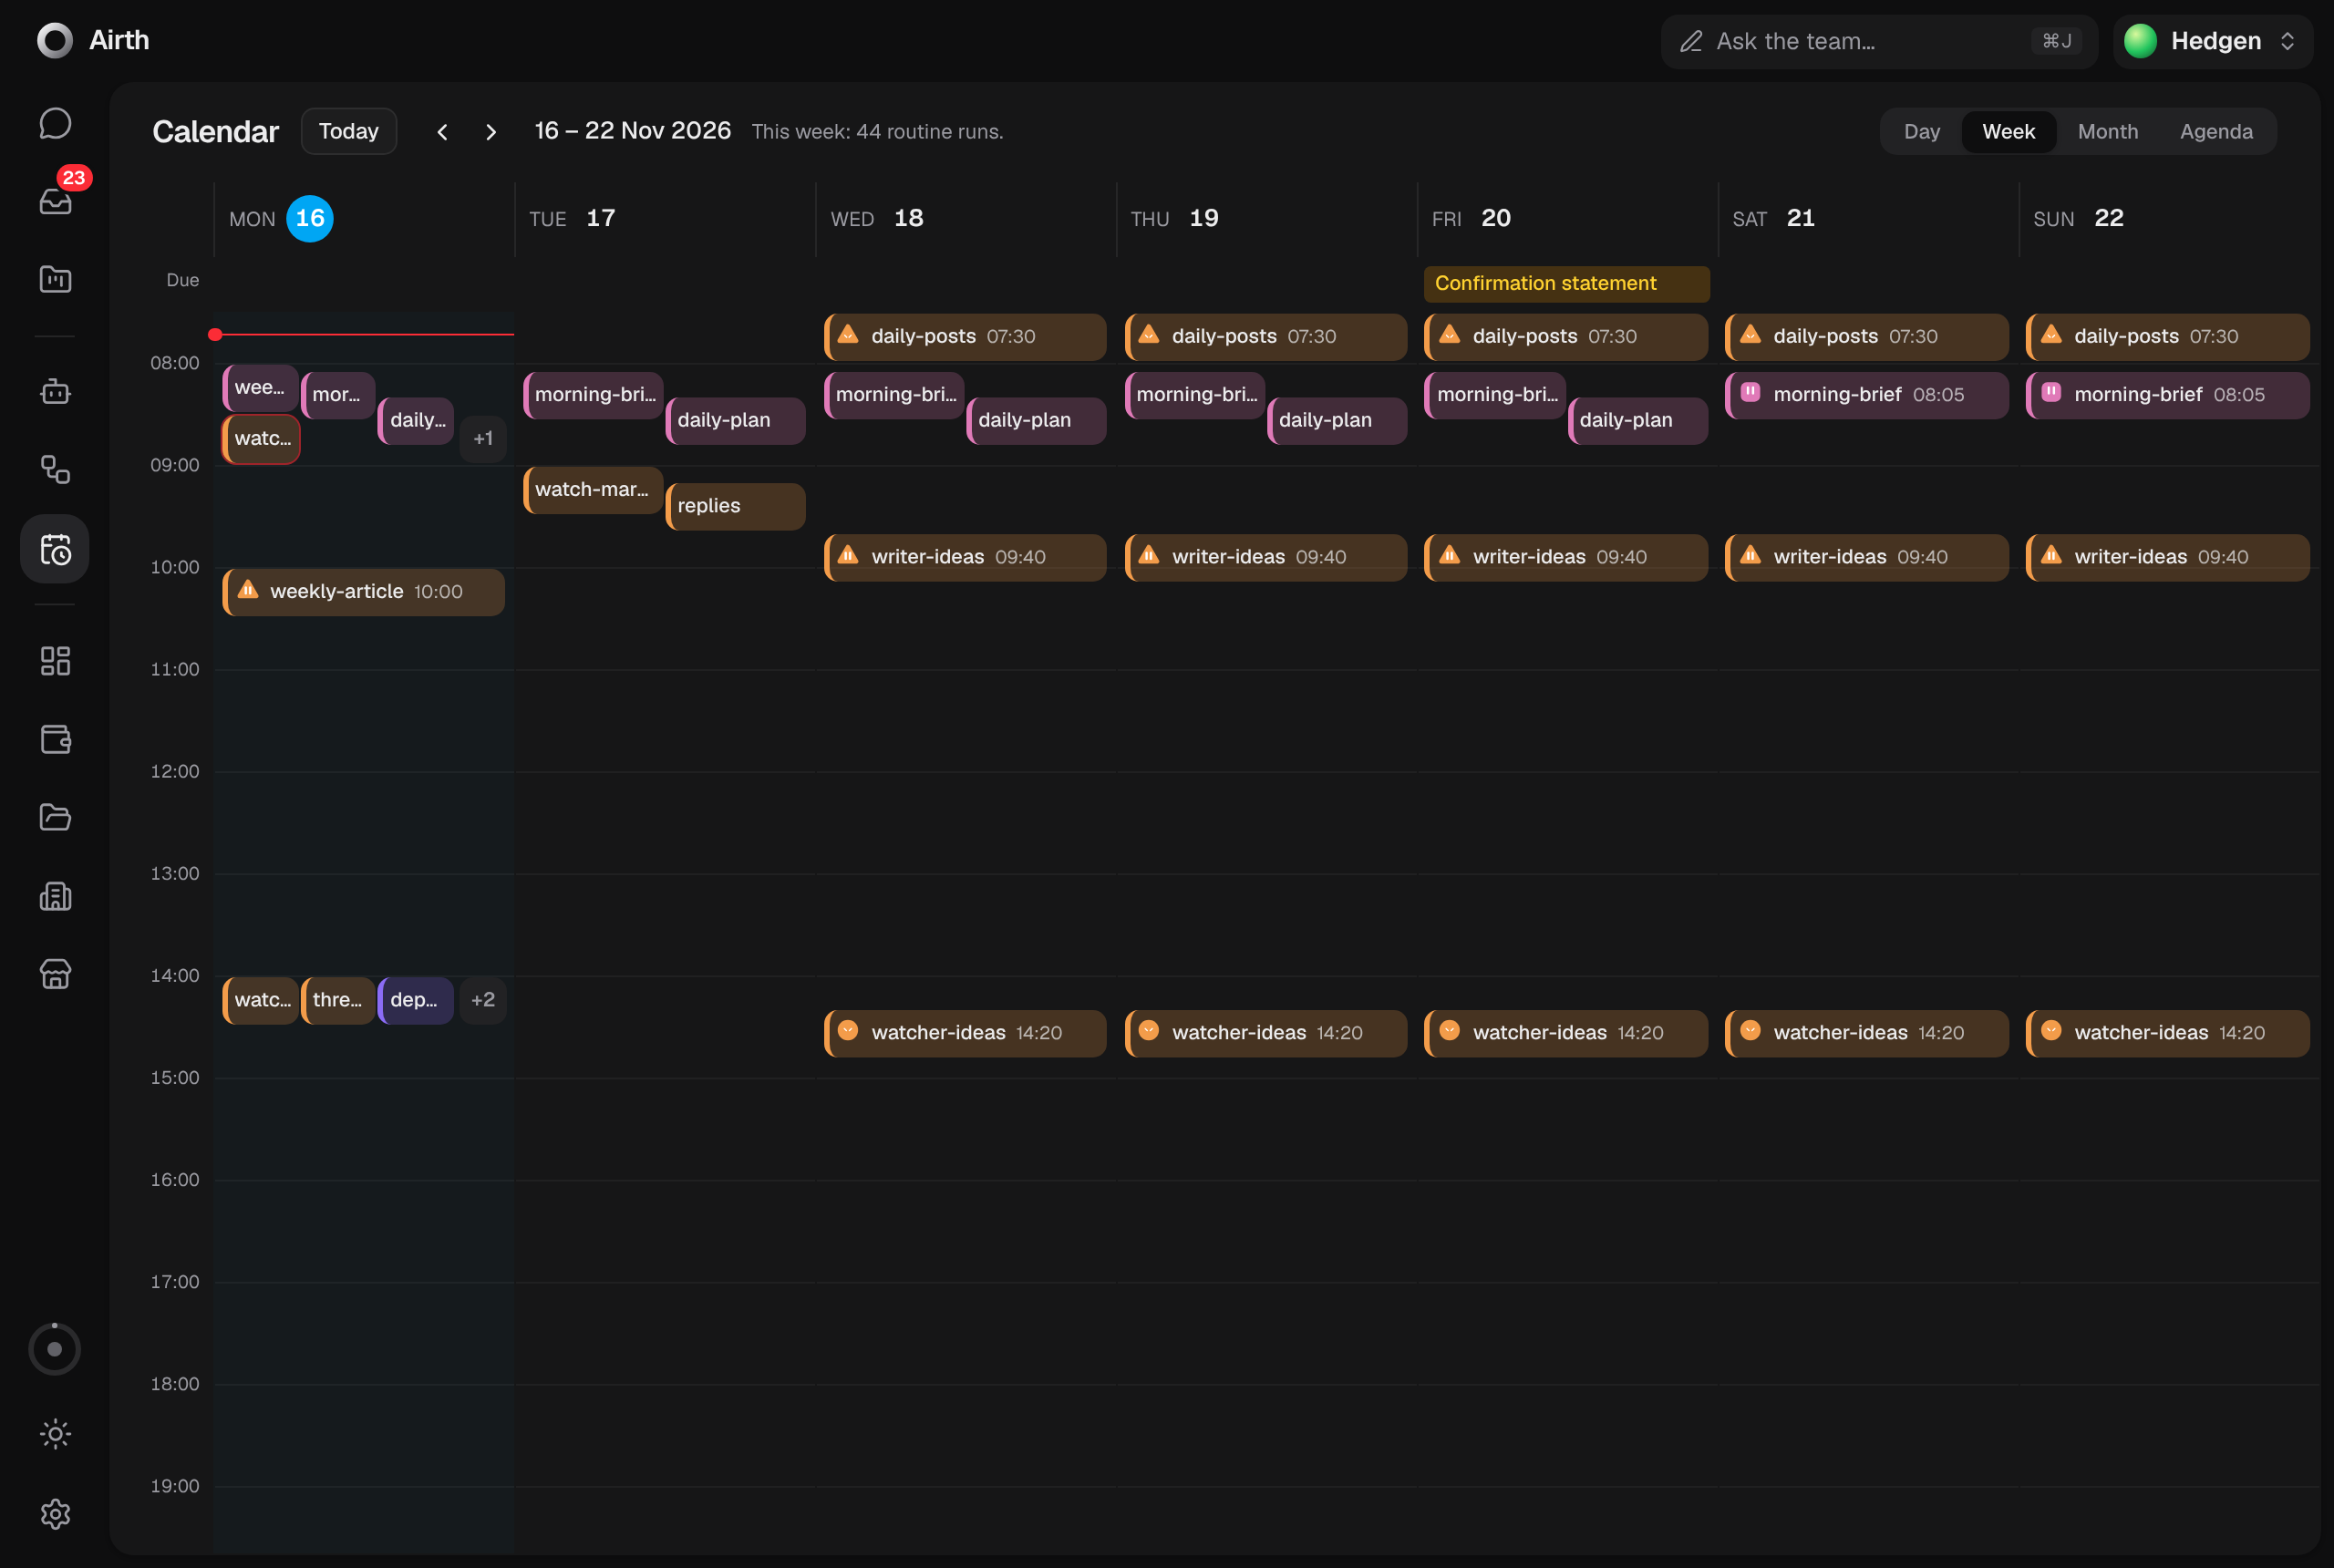 Airth
Ask the team... ⌘J
Hedgen
23
Calendar Today 16 – 22 Nov 2026 This week: 44 routine runs.
Day Week Month Agenda
MON 16 TUE 17 WED 18 THU 19 FRI 20 SAT 21 SUN 22
Due
Confirmation statement
daily-posts 07:30 daily-posts 07:30 daily-posts 07:30 daily-posts 07:30 daily-posts 07:30
08:00
wee... mor... morning-bri... morning-bri... morning-bri... morning-bri... morning-brief 08:05 morning-brief 08:05
daily... daily-plan daily-plan daily-plan daily-plan
watc... +1
09:00
watch-mar...
replies
writer-ideas 09:40 writer-ideas 09:40 writer-ideas 09:40 writer-ideas 09:40 writer-ideas 09:40
10:00
weekly-article 10:00
11:00
12:00
13:00
14:00
watc... thre... dep... +2
watcher-ideas 14:20 watcher-ideas 14:20 watcher-ideas 14:20 watcher-ideas 14:20 watcher-ideas 14:20
15:00
16:00
17:00
18:00
19:00